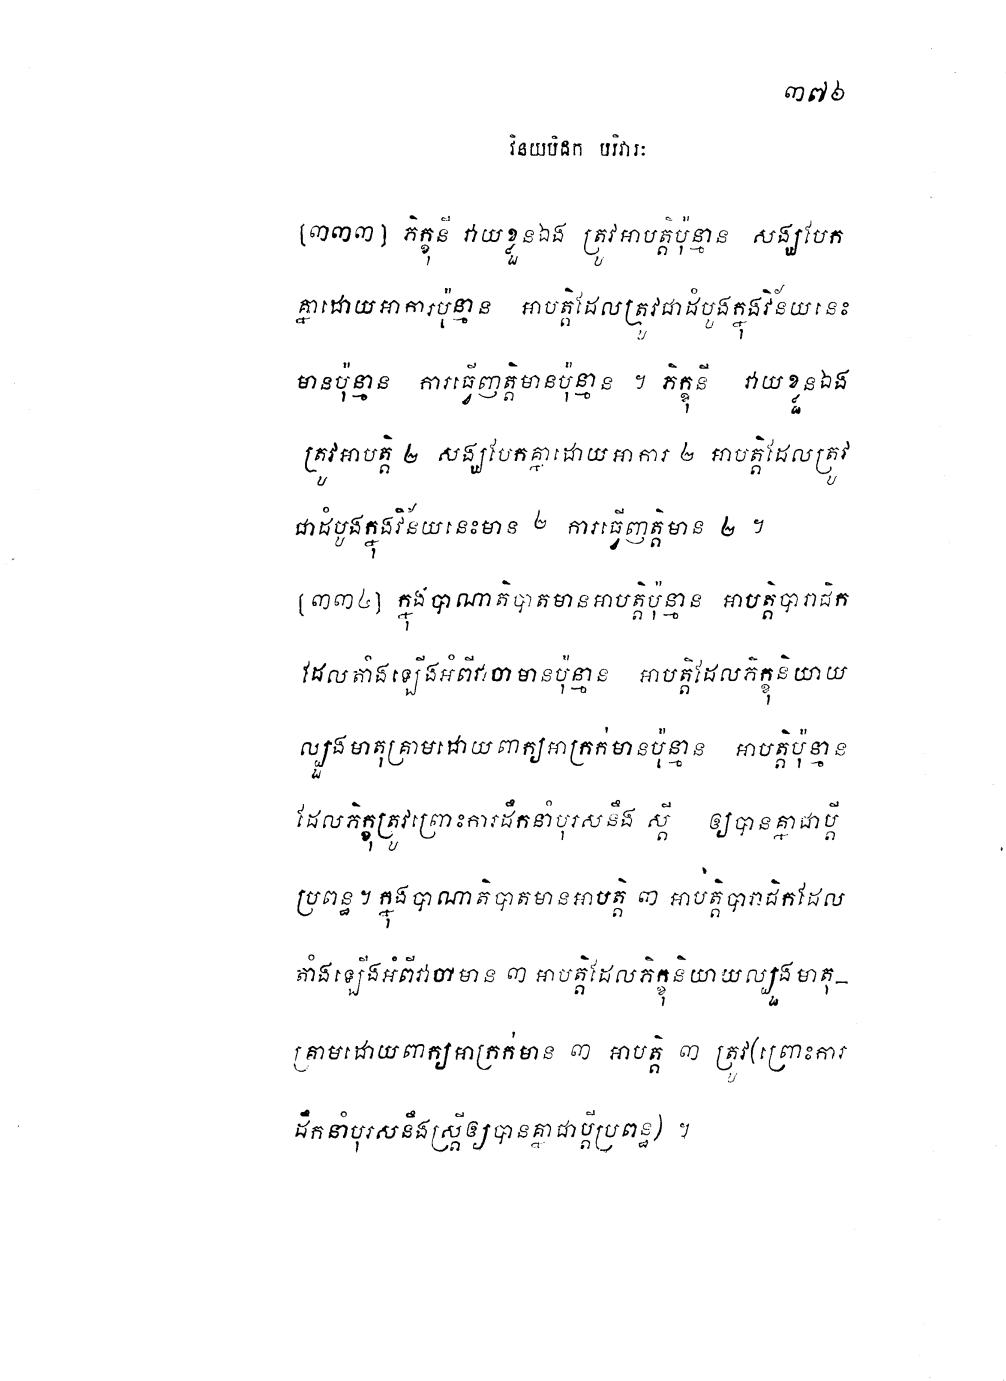 ៣៧៦
វិនយបិដក បរិវារៈ
[៣៣៣] ភិក្ខុនី វាយខ្លួនឯង ត្រូវអាបត្តិប៉ុន្មាន សង្ឃបែក
គ្នាដោយអាការប៉ុន្មាន អាបត្តិដែលត្រូវជាដំបូងក្នុងវិន័យនេះ
មានប៉ុន្មាន ការធ្វើញត្តិមានប៉ុន្មាន ។ ភិក្ខុនី វាយខ្លួនឯង
ត្រូវអាបត្តិ ២ សង្ឃបែកគ្នាដោយអាការ ២ អាបត្តិដែលត្រូវ
ជាដំបូងក្នុងវិន័យនេះមាន ២ ការធ្វើញត្តិមាន ២ ។
[៣៣៤] ក្នុងបាណាតិបាតមានអាបត្តិប៉ុន្មាន អាបត្តិបារាជិក
ដែលតាំងឡើងអំពីវាចាមានប៉ុន្មាន អាបត្តិដែលភិក្ខុនិយាយ
ល្បួងមាតុគ្រាមដោយពាក្យអាក្រក់មានប៉ុន្មាន អាបត្តិប៉ុន្មាន
ដែលភិក្ខុត្រូវព្រោះការដឹកនាំបុរសនឹង ស្ត្រី ឲ្យបានគ្នាជាប្តី
ប្រពន្ធ។ ក្នុងបាណាតិបាតមានអាបត្តិ ៣ អាបត្តិបារាជិកដែល
តាំងឡើងអំពីវាចាមាន ៣ អាបត្តិដែលភិក្ខុនិយាយល្បួងមាតុ-
គ្រាមដោយពាក្យអាក្រក់មាន ៣ អាបត្តិ ៣ ត្រូវ(ព្រោះការ
ដឹកនាំបុរសនឹងស្ត្រីឲ្យបានគ្នាជាប្តីប្រពន្ធ) ។